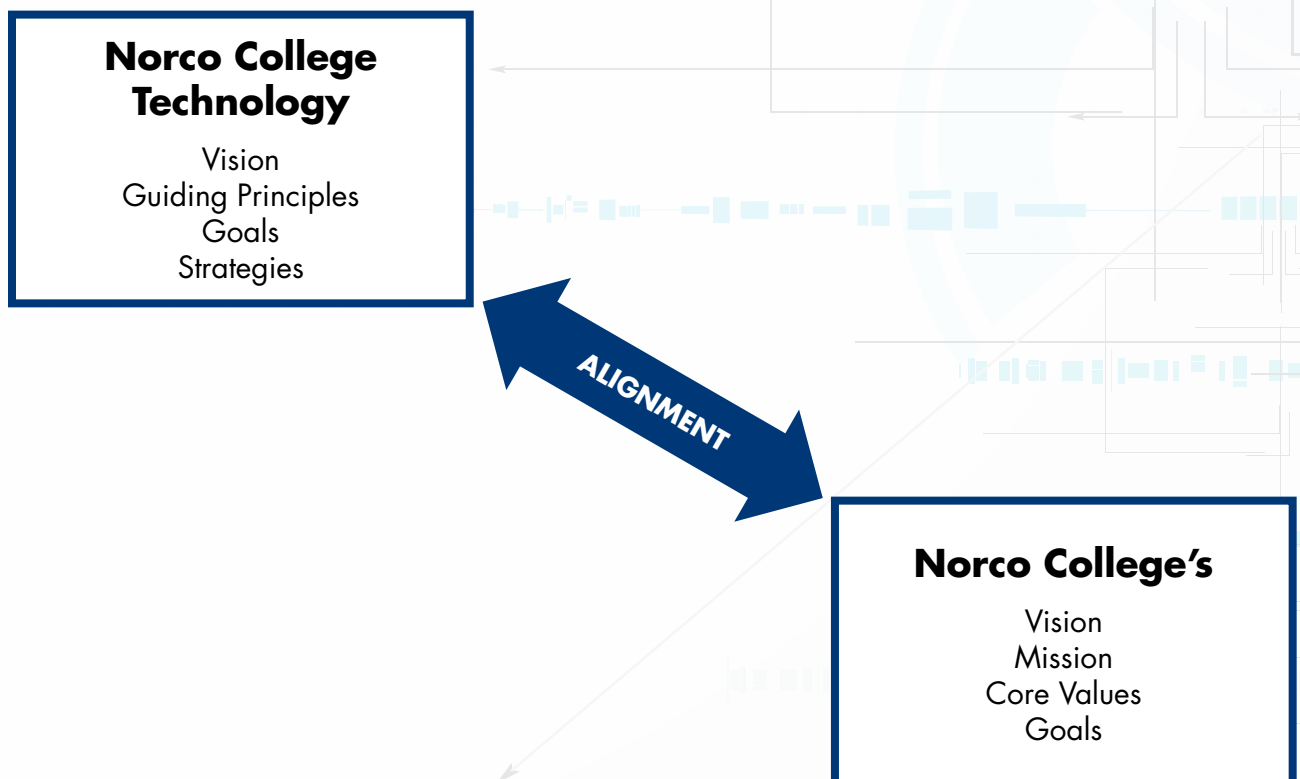 Norco College
Technology
Vision
Guiding Principles
Goals
Strategies
ALIGNMENT
Norco College’s
Vision
Mission
Core Values
Goals